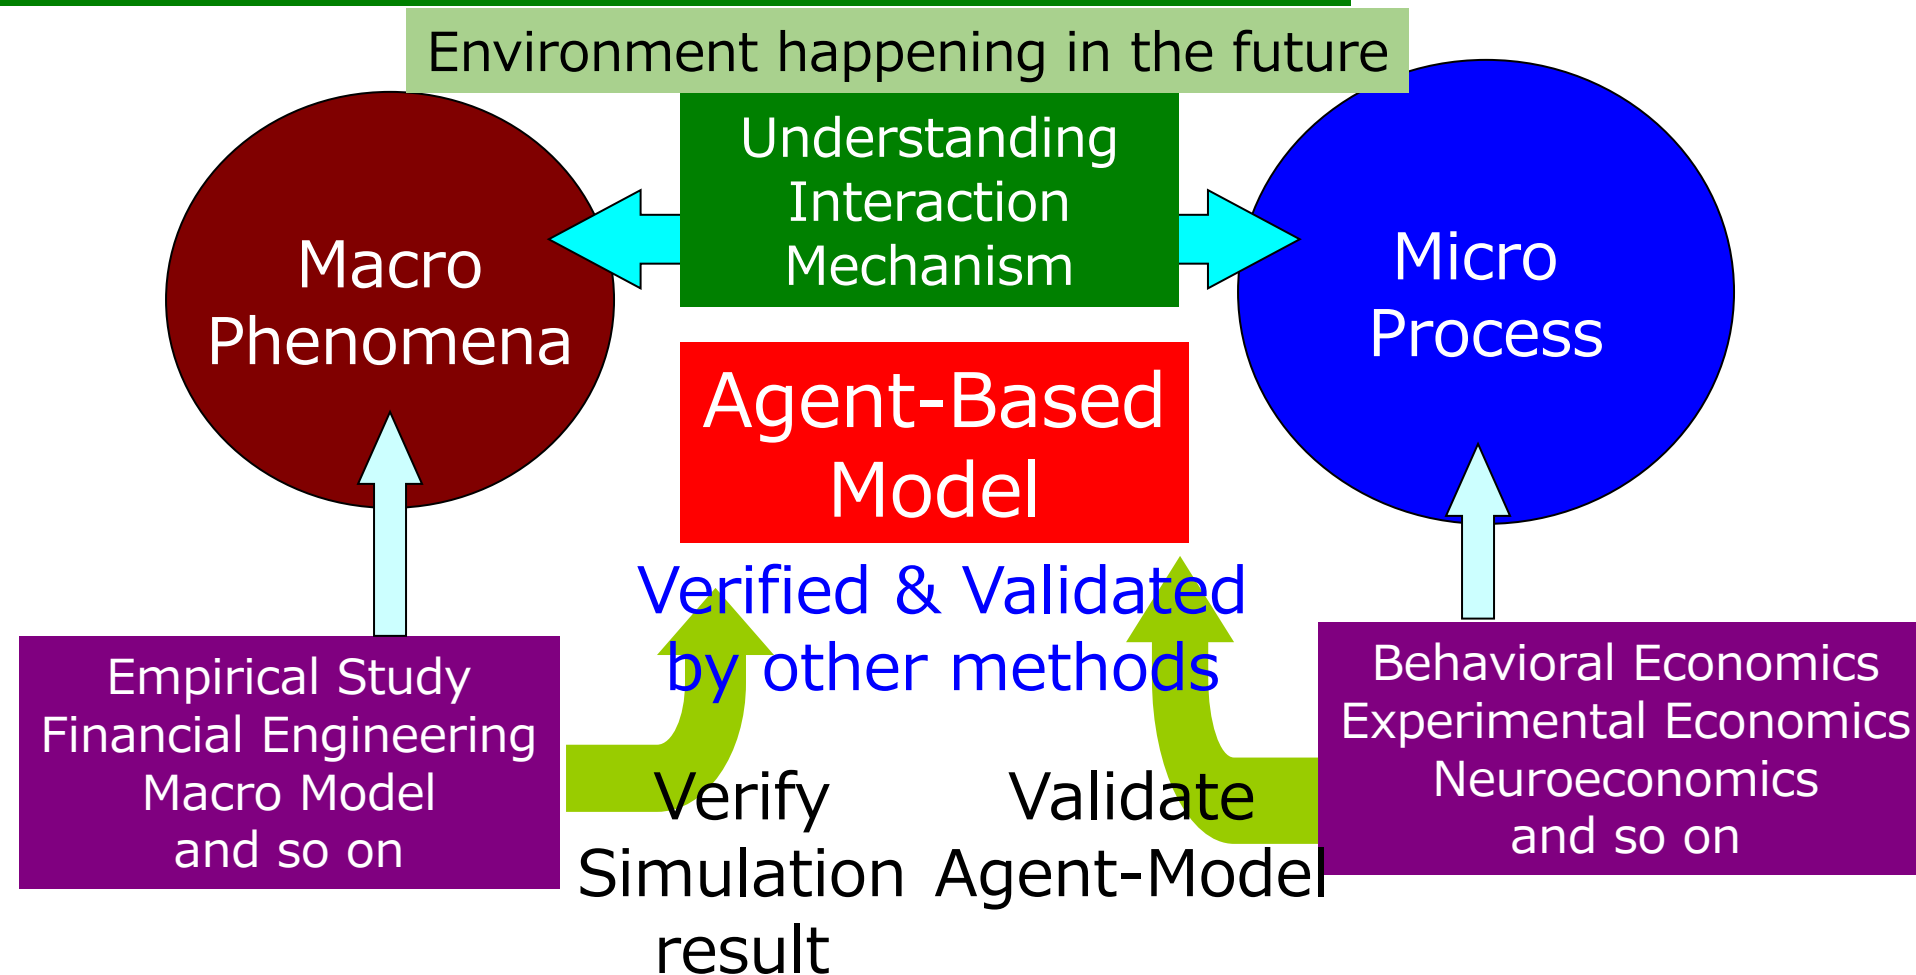 Environment happening in the future
Understanding
Interaction
Mechanism
Macro
Phenomena
Micro
Process
Agent-Based
Model
Verified & Validated
by other methods
Empirical Study
Financial Engineering
Macro Model
and so on
Verify
Simulation
result
Validate
Agent-Model
Behavioral Economics
Experimental Economics
Neuroeconomics
and so on